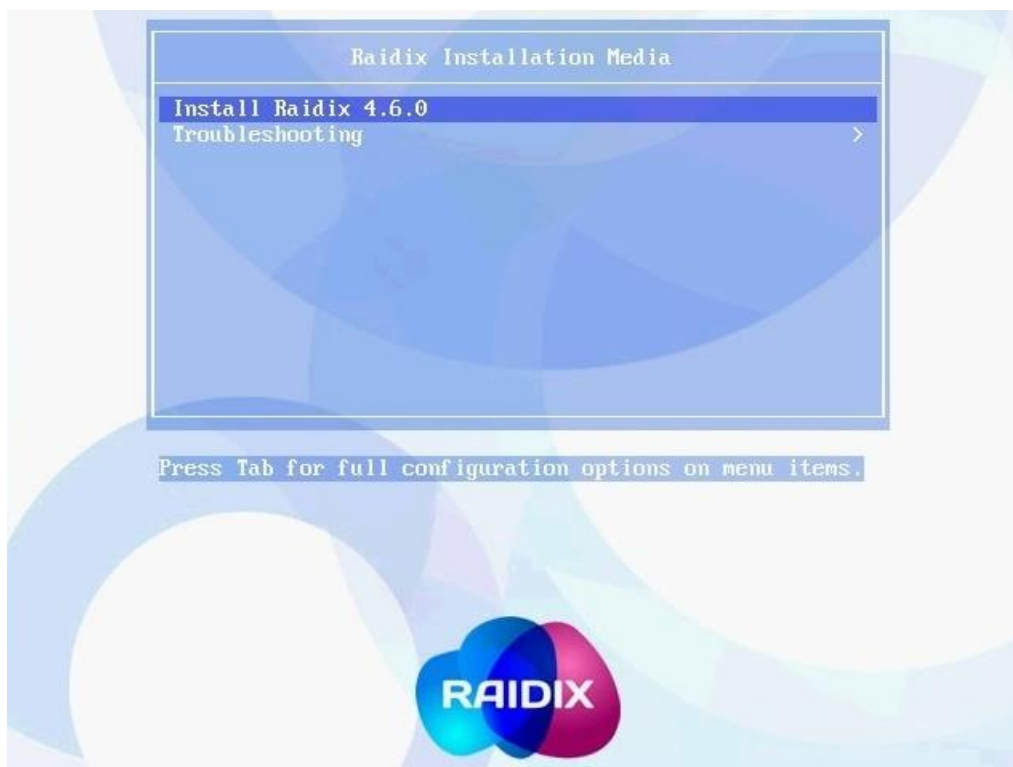 Raidix Installation Media
Install Raidix 4.6.0
Troubleshooting >
Press Tab for full configuration options on menu items.
RAIDIX